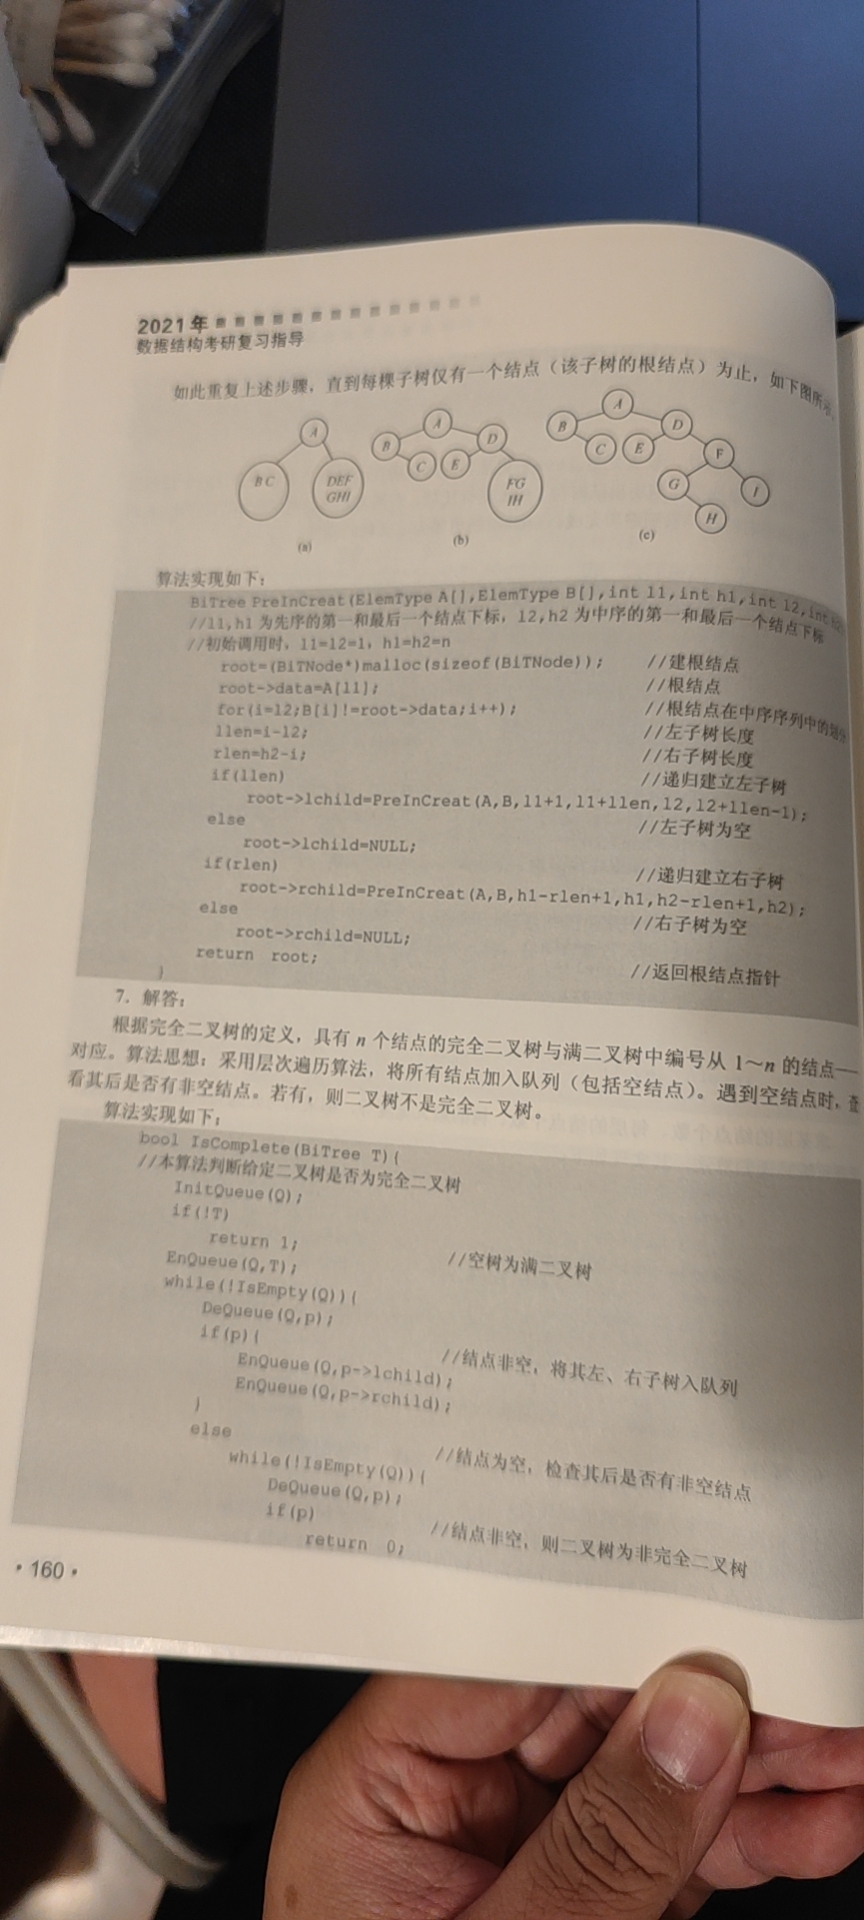 2021年
数据结构考研复习指导
如此重复上述步骤，直到每棵子树仅有一个结点（该子树的根结点）为止，如下图所示。
A
BC
DEF
GHI
(a)
A
B
D
C
E
FG
IH
(b)
A
B
D
C
E
F
G
I
H
(c)
算法实现如下：
BiTree PreInCreat(ElemType A[],ElemType B[],int l1,int h1,int l2,int h2)
//l1,h1 为先序的第一和最后一个结点下标，l2,h2 为中序的第一和最后一个结点下标
//初始调用时，l1=l2=1，h1=h2=n
root=(BiTNode*)malloc(sizeof(BiTNode)); //建根结点
root->data=A[l1]; //根结点
for(i=l2;B[i]!=root->data;i++); //根结点在中序序列中的划分
llen=i-l2; //左子树长度
rlen=h2-i; //右子树长度
if(llen) //递归建立左子树
root->lchild=PreInCreat(A,B,l1+1,l1+llen,l2,l2+llen-1);
else //左子树为空
root->lchild=NULL;
if(rlen) //递归建立右子树
root->rchild=PreInCreat(A,B,h1-rlen+1,h1,h2-rlen+1,h2);
else //右子树为空
root->rchild=NULL;
return root; //返回根结点指针
}
7．解答：
根据完全二叉树的定义，具有 n 个结点的完全二叉树与满二叉树中编号从 1～n 的结点一一
对应。算法思想：采用层次遍历算法，将所有结点加入队列（包括空结点）。遇到空结点时，查
看其后是否有非空结点。若有，则二叉树不是完全二叉树。
算法实现如下：
bool IsComplete(BiTree T){
//本算法判断给定二叉树是否为完全二叉树
InitQueue(Q);
if(!T)
return 1; //空树为满二叉树
EnQueue(Q,T);
while(!IsEmpty(Q)){
DeQueue(Q,p);
if(p){ //结点非空，将其左、右子树入队列
EnQueue(Q,p->lchild);
EnQueue(Q,p->rchild);
}
else //结点为空，检查其后是否有非空结点
while(!IsEmpty(Q)){
DeQueue(Q,p);
if(p) //结点非空，则二叉树为非完全二叉树
return 0;
·160·